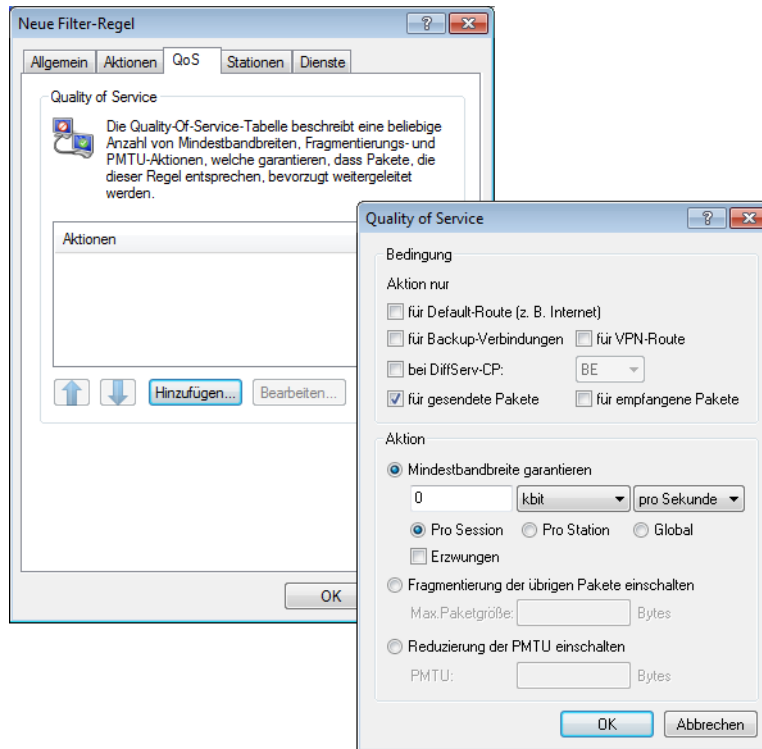 Neue Filter-Regel
Allgemein
Aktionen
QoS
Stationen
Dienste
Quality of Service
Die Quality-Of-Service-Tabelle beschreibt eine beliebige
Anzahl von Mindestbandbreiten, Fragmentierungs- und
PMTU-Aktionen, welche garantieren, dass Pakete, die
dieser Regel entsprechen, bevorzugt weitergeleitet
werden.
Aktionen
Hinzufügen...
Bearbeiten...
OK
Quality of Service
Bedingung
Aktion nur
für Default-Route (z. B. Internet)
für Backup-Verbindungen
für VPN-Route
bei DiffServ-CP:
BE
für gesendete Pakete
für empfangene Pakete
Aktion
Mindestbandbreite garantieren
0
kbit
pro Sekunde
Pro Session
Pro Station
Global
Erzwungen
Fragmentierung der übrigen Pakete einschalten
Max.Paketgröße:
Bytes
Reduzierung der PMTU einschalten
PMTU:
Bytes
OK
Abbrechen